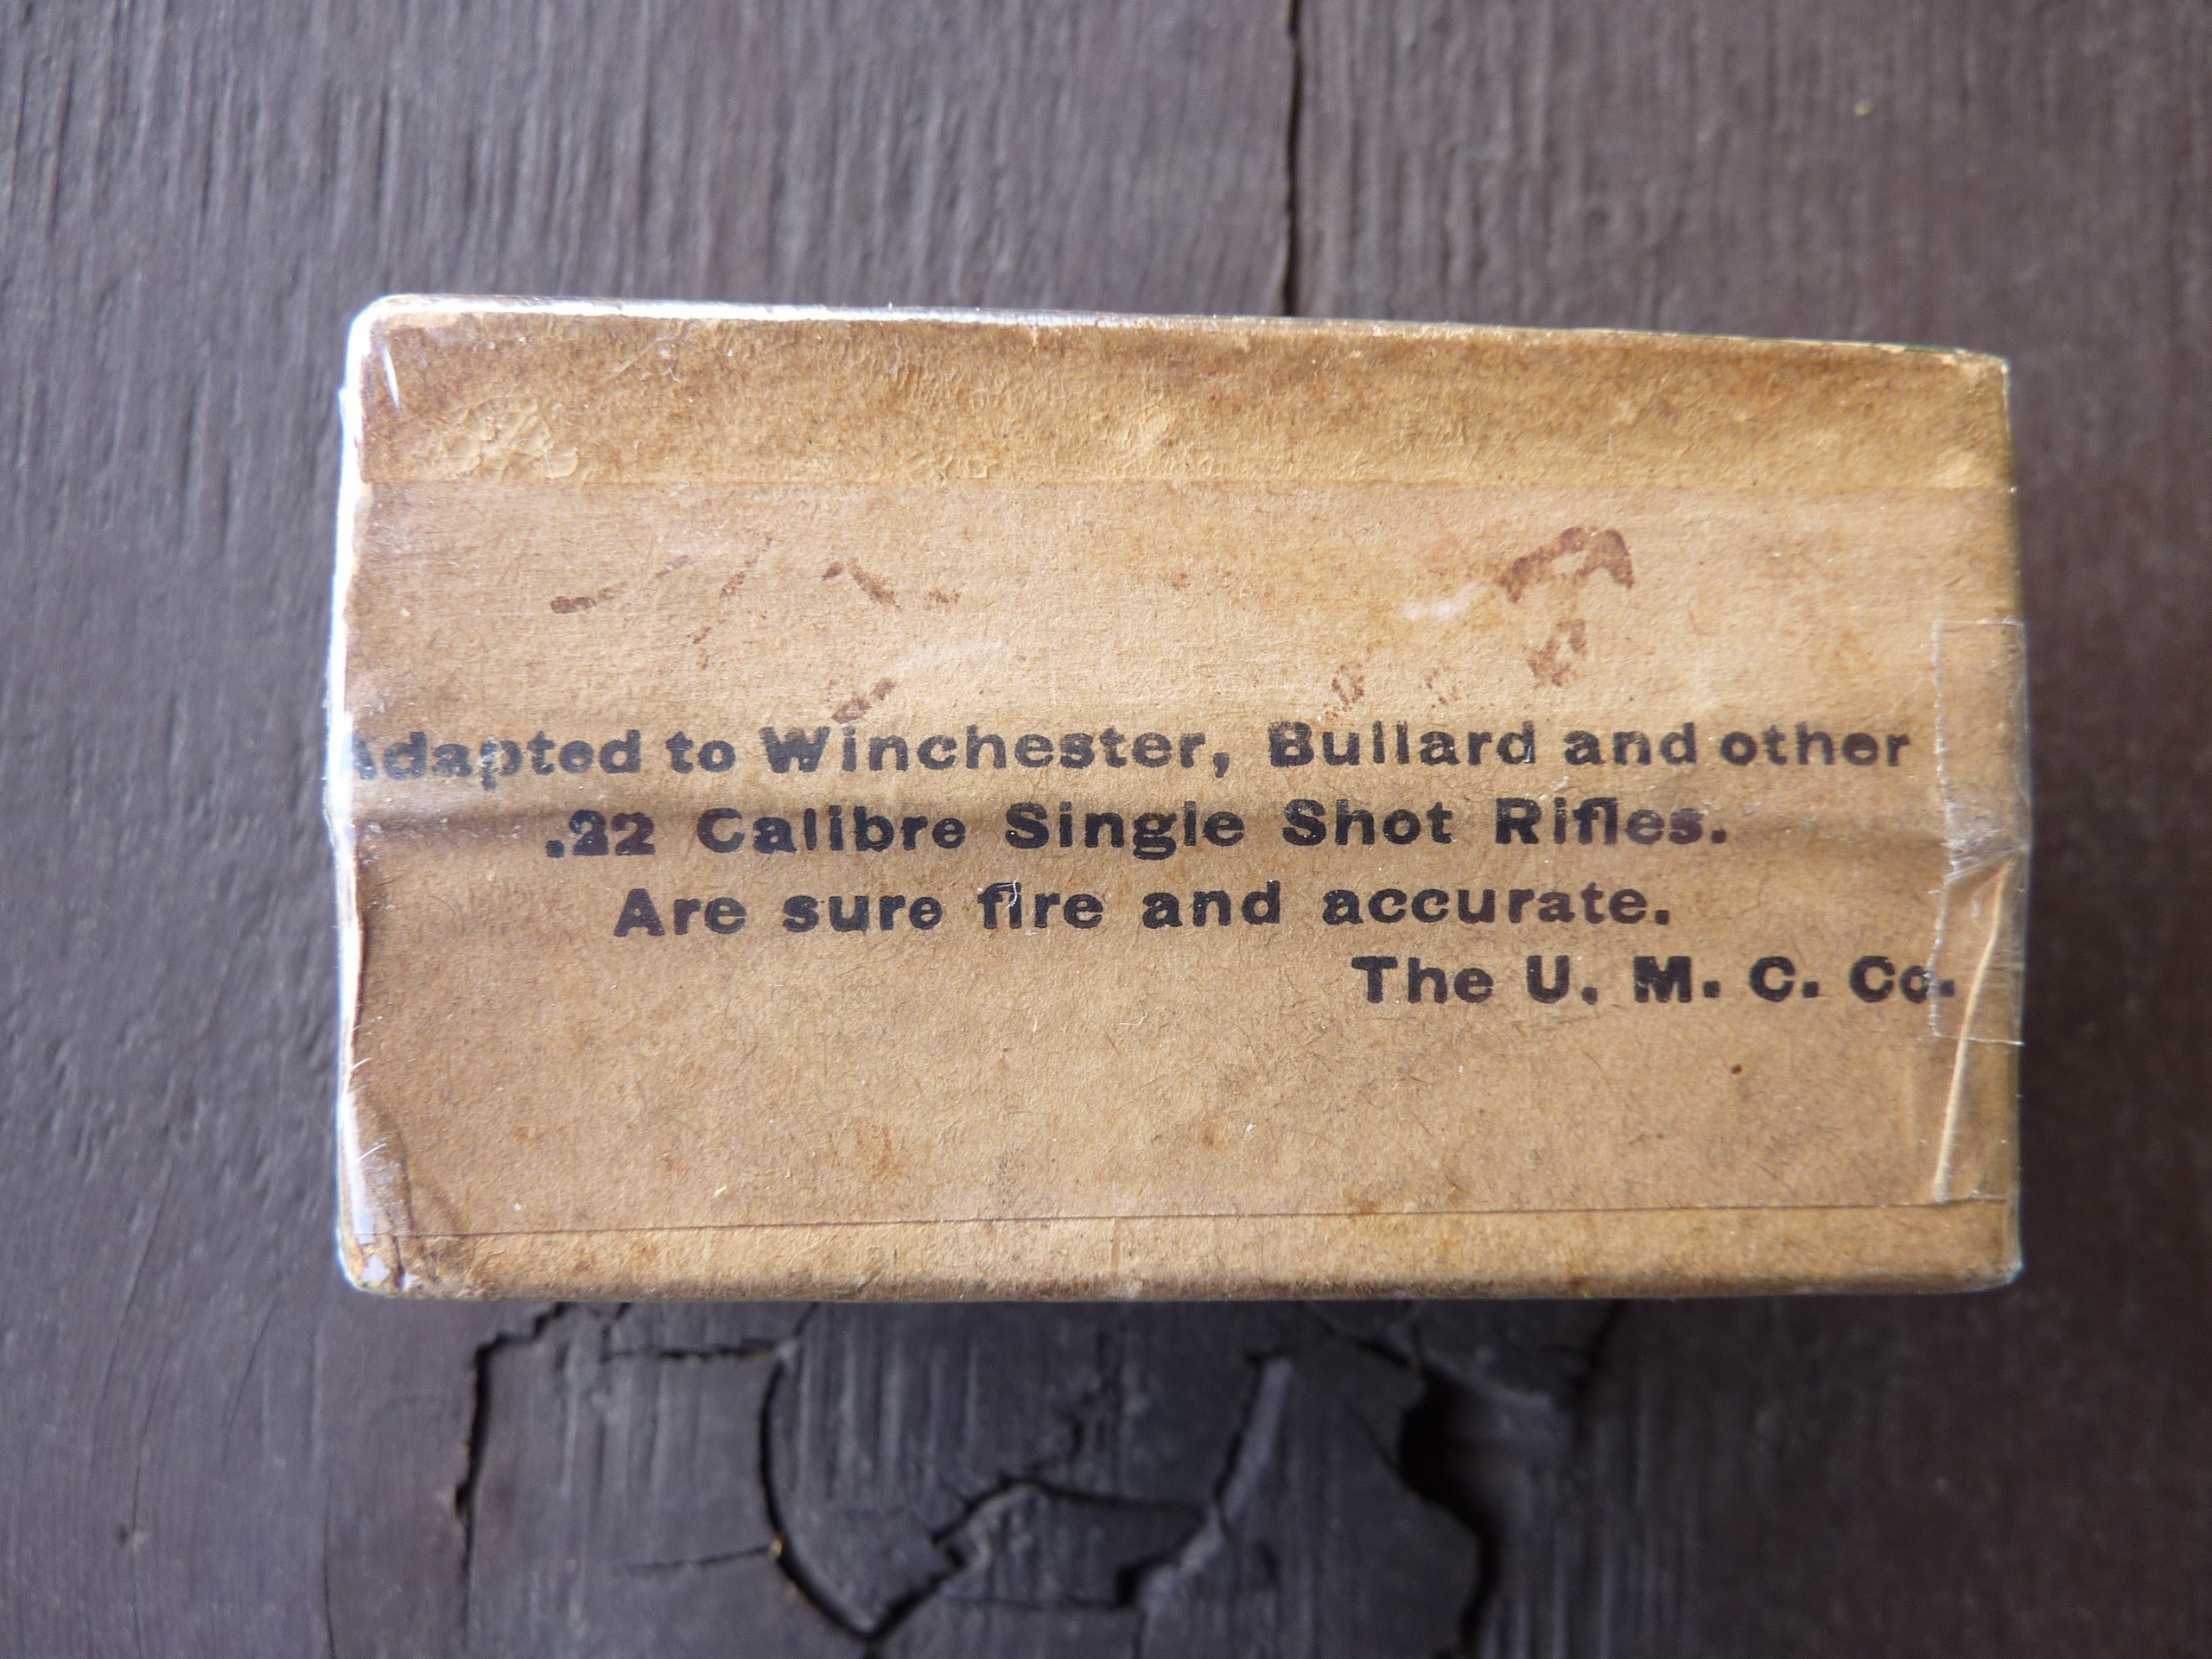 Adapted to Winchester, Bullard and other
.22 Calibre Single Shot Rifles.
Are sure fire and accurate.
The U. M. C. Co.